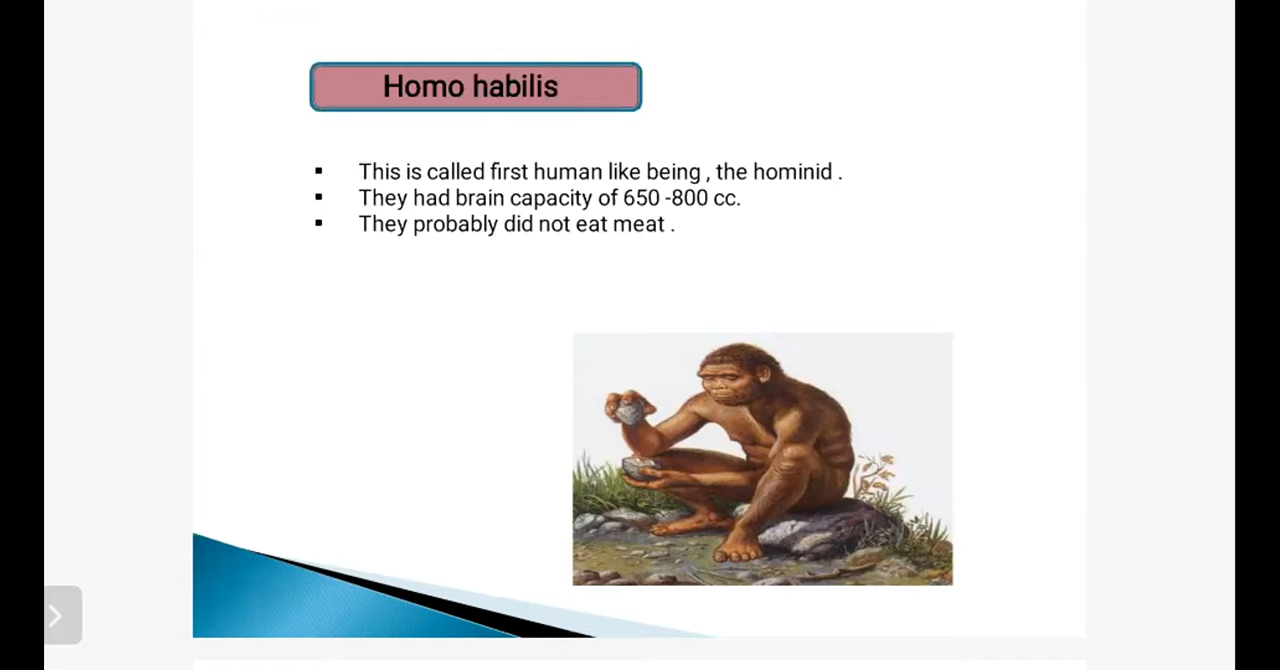 Homo habilis
▪ This is called first human like being , the hominid .
▪ They had brain capacity of 650 -800 cc.
▪ They probably did not eat meat .